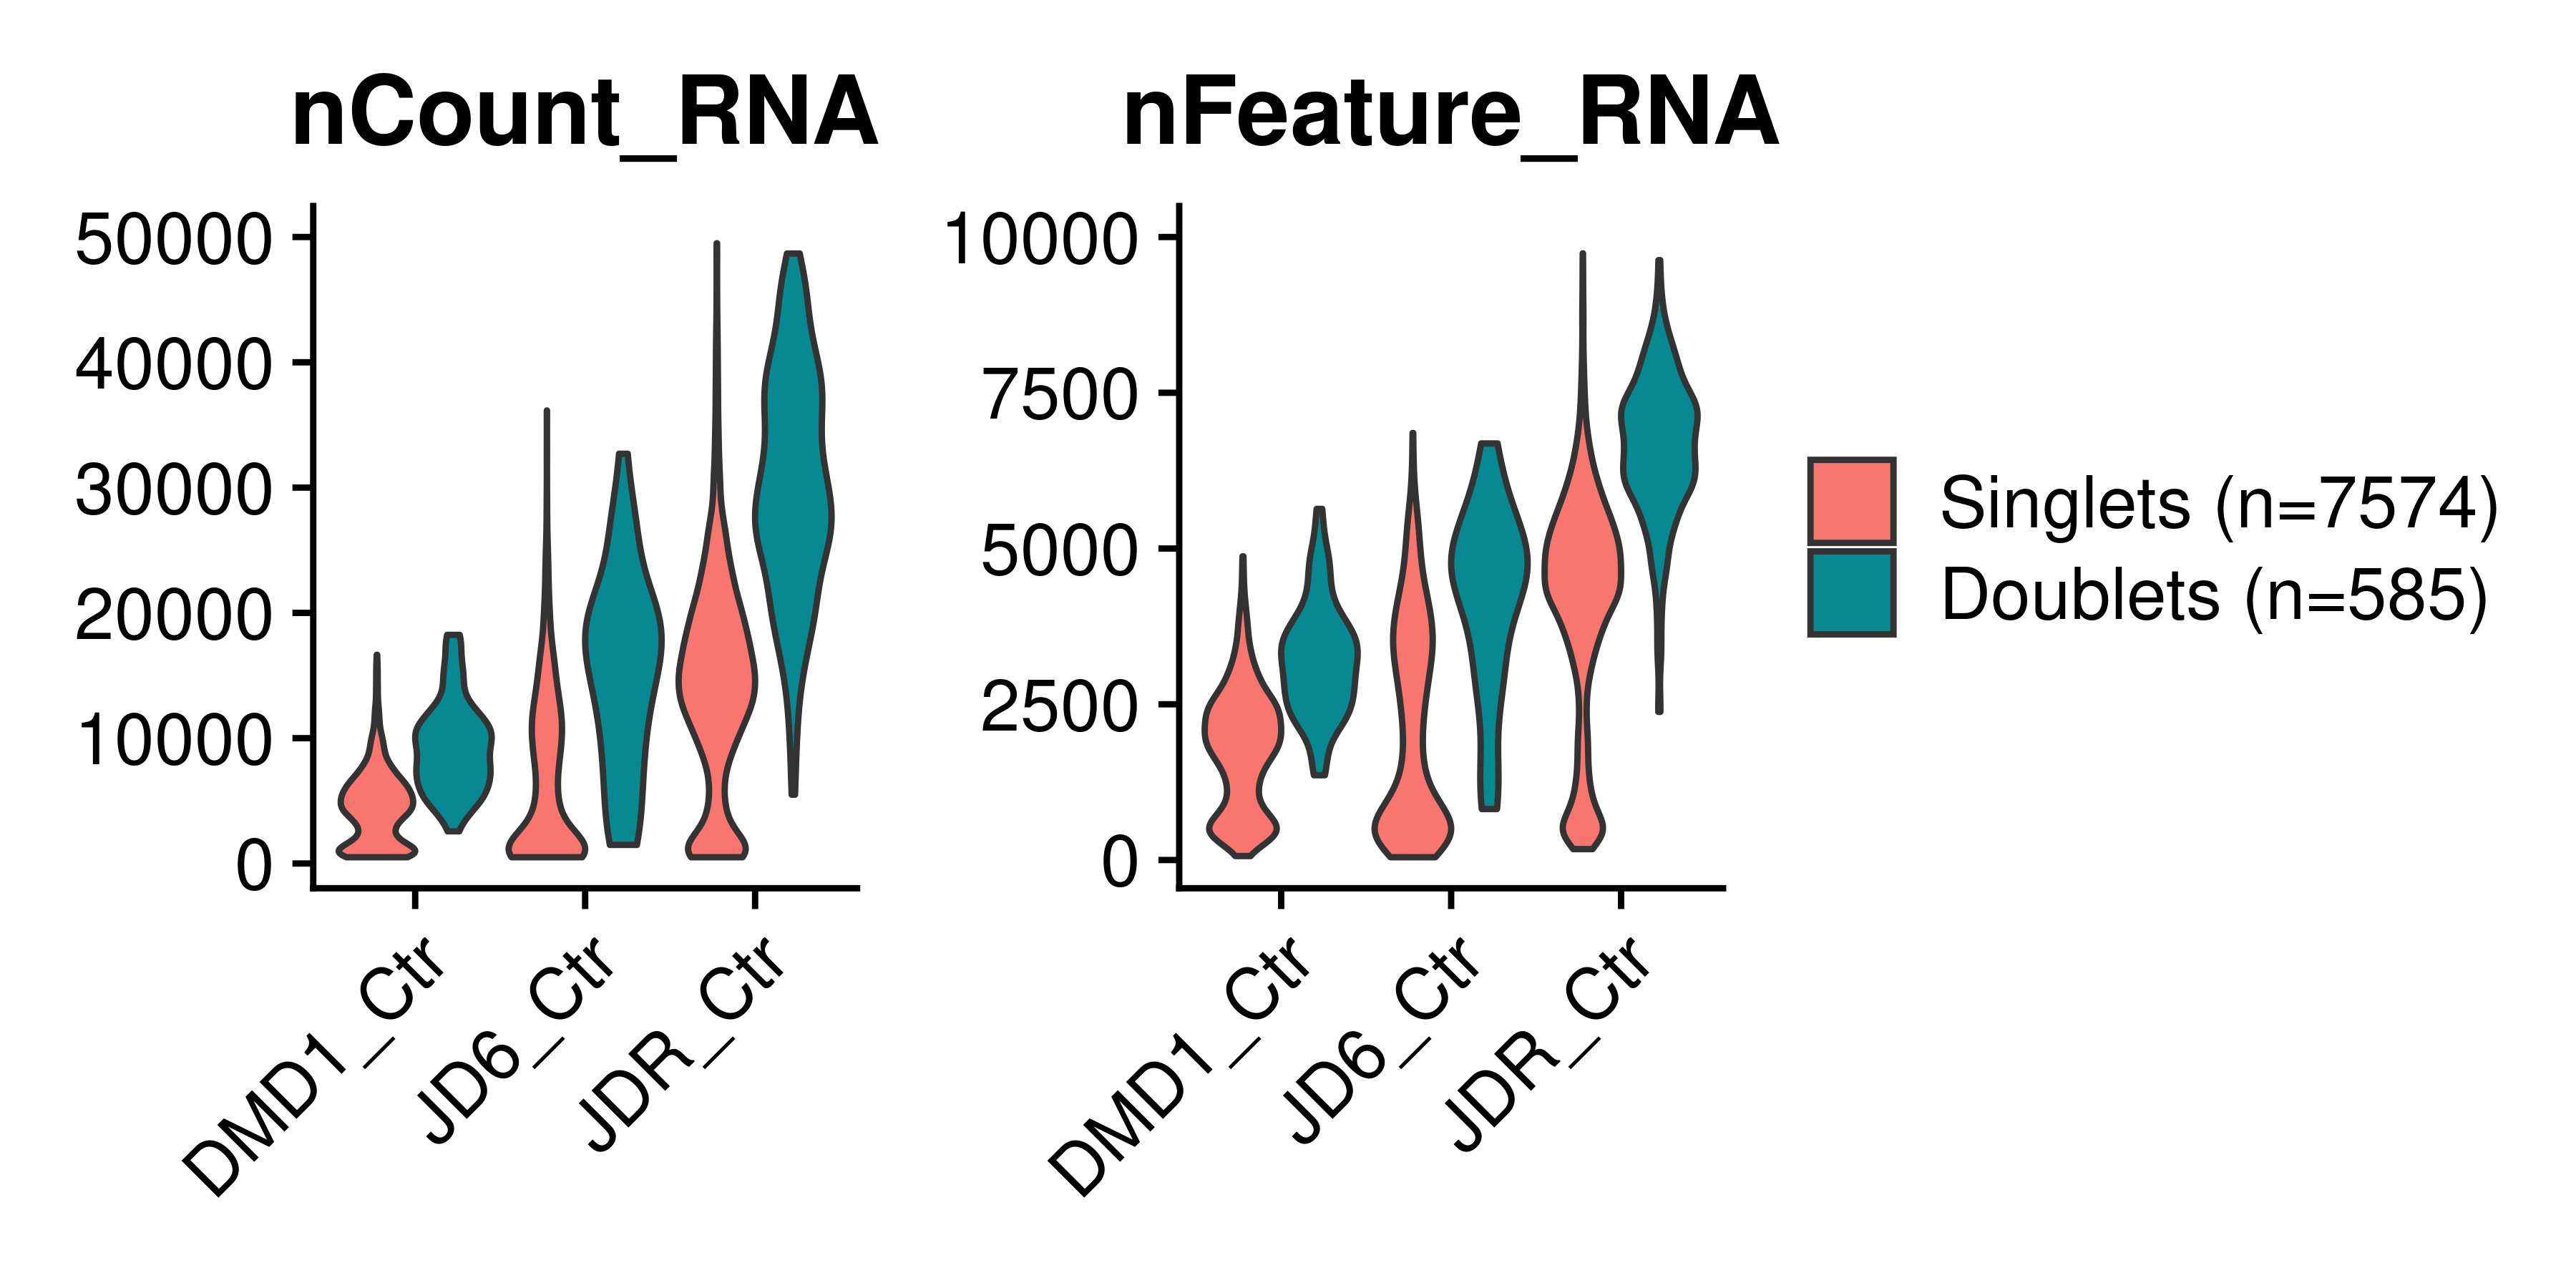 nCount_RNA
50000
40000
30000
20000
10000
0
DMD1_Ctr
JD6_Ctr
JDR_Ctr
nFeature_RNA
10000
7500
5000
2500
0
DMD1_Ctr
JD6_Ctr
JDR_Ctr
Singlets (n=7574)
Doublets (n=585)